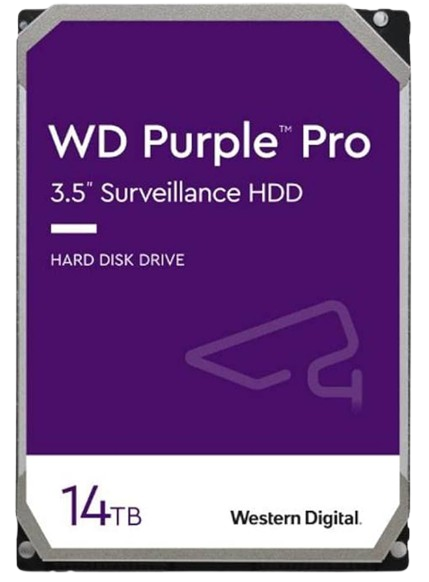 WD Purple™ Pro
3.5" Surveillance HDD
HARD DISK DRIVE
14TB
Western Digital.